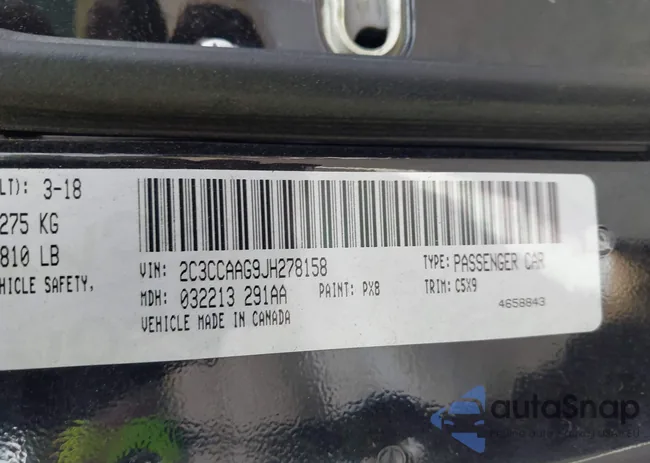 LT): 3-18
275 KG
810 LB
HICLE SAFETY,
VIN: 2C3CCAAG9JH278158
TYPE: PASSENGER CAR
MDH: 032213 291AA
PAINT: PX8
TRIM: C5X9
VEHICLE MADE IN CANADA
4658843
autoSnap